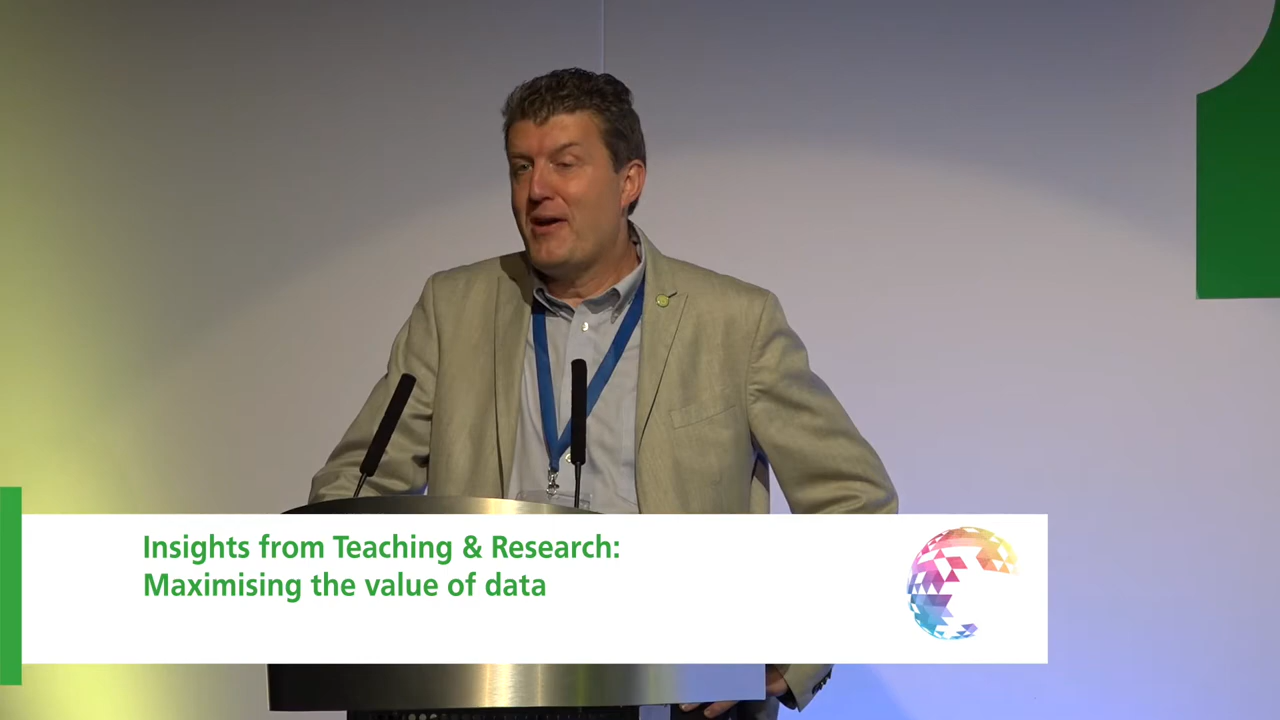 Insights from Teaching & Research:
Maximising the value of data